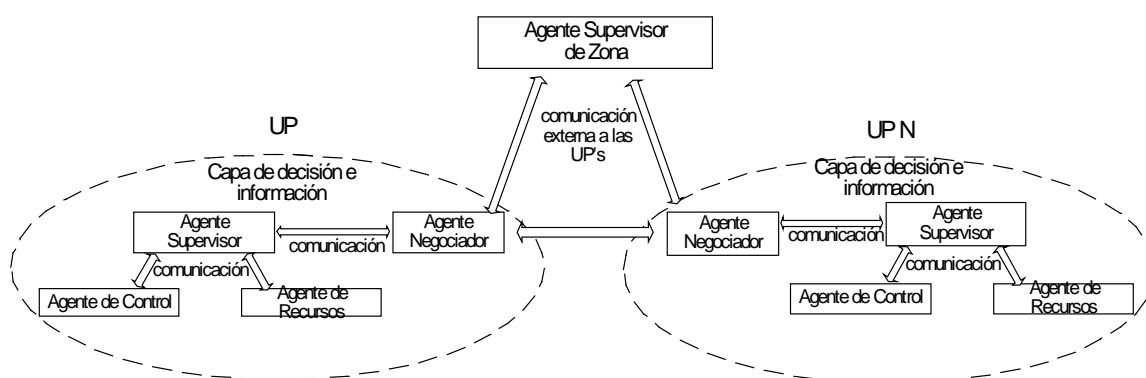 Agente Supervisor
de Zona
comunicación
externa a las
UP's
UP
Capa de decisión e
información
Agente
Supervisor
comunicación
Agente
Negociador
comunicación
Agente de Control
Agente de
Recursos
UP N
Capa de decisión e
información
Agente
Negociador
comunicación
Agente
Supervisor
comunicación
Agente de Control
Agente de
Recursos